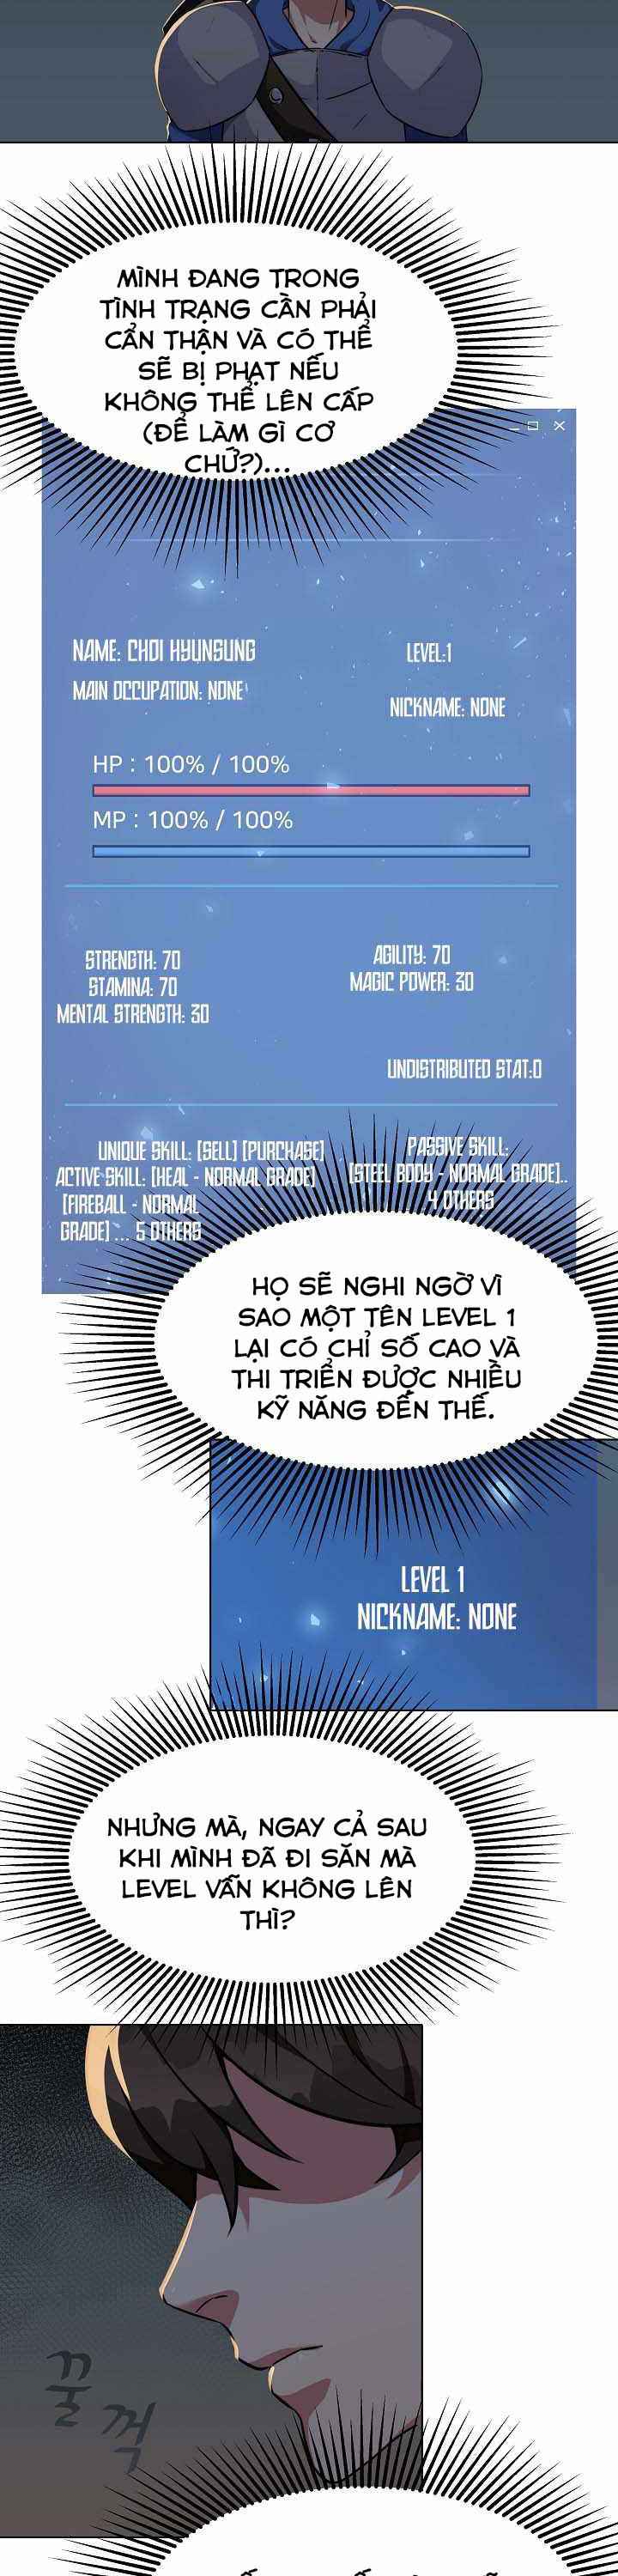 MÌNH ĐANG TRONG
TÌNH TRẠNG CẦN PHẢI
CẨN THẬN VÀ CÓ THỂ
SẼ BỊ PHẠT NẾU
KHÔNG THỂ LÊN CẤP
(ĐỂ LÀM GÌ CƠ
CHỨ?)...
NAME: CHOI HYUNSUNG
LEVEL:1
MAIN OCCUPATION: NONE
NICKNAME: NONE
HP : 100% / 100%
MP : 100% / 100%
STRENGTH: 70
STAMINA: 70
MENTAL STRENGTH: 30
AGILITY: 70
MAGIC POWER: 30
UNDISTRIBUTED STAT:0
UNIQUE SKILL: [SELL] [PURCHASE]
ACTIVE SKILL: [HEAL - NORMAL GRADE]
[FIREBALL - NORMAL
GRADE] ... 5 OTHERS
PASSIVE SKILL:
[STEEL BODY - NORMAL GRADE]..
4 OTHERS
HỌ SẼ NGHI NGỜ VÌ
SAO MỘT TÊN LEVEL 1
LẠI CÓ CHỈ SỐ CAO VÀ
THI TRIỂN ĐƯỢC NHIỀU
KỸ NĂNG ĐẾN THẾ.
LEVEL 1
NICKNAME: NONE
NHƯNG MÀ, NGAY CẢ SAU
KHI MÌNH ĐÃ ĐI SĂN MÀ
LEVEL VẪN KHÔNG LÊN
THÌ?
꿀꺽